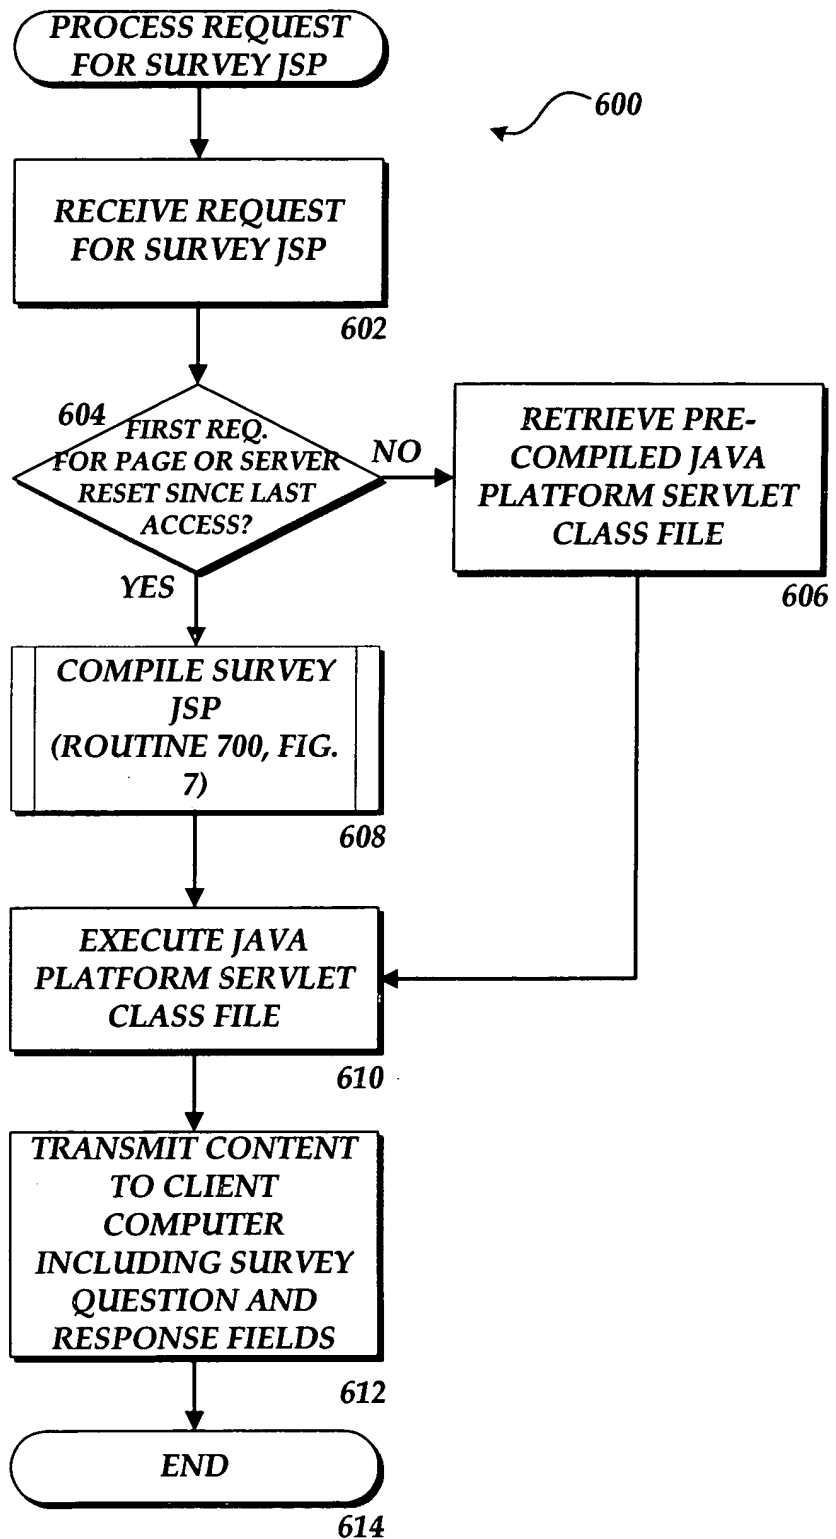 PROCESS REQUEST
FOR SURVEY JSP
600
RECEIVE REQUEST
FOR SURVEY JSP
602
604
FIRST REQ.
FOR PAGE OR SERVER
RESET SINCE LAST
ACCESS?
NO
RETRIEVE PRE-
COMPILED JAVA
PLATFORM SERVLET
CLASS FILE
606
YES
COMPILE SURVEY
JSP
(ROUTINE 700, FIG.
7)
608
EXECUTE JAVA
PLATFORM SERVLET
CLASS FILE
610
TRANSMIT CONTENT
TO CLIENT
COMPUTER
INCLUDING SURVEY
QUESTION AND
RESPONSE FIELDS
612
END
614